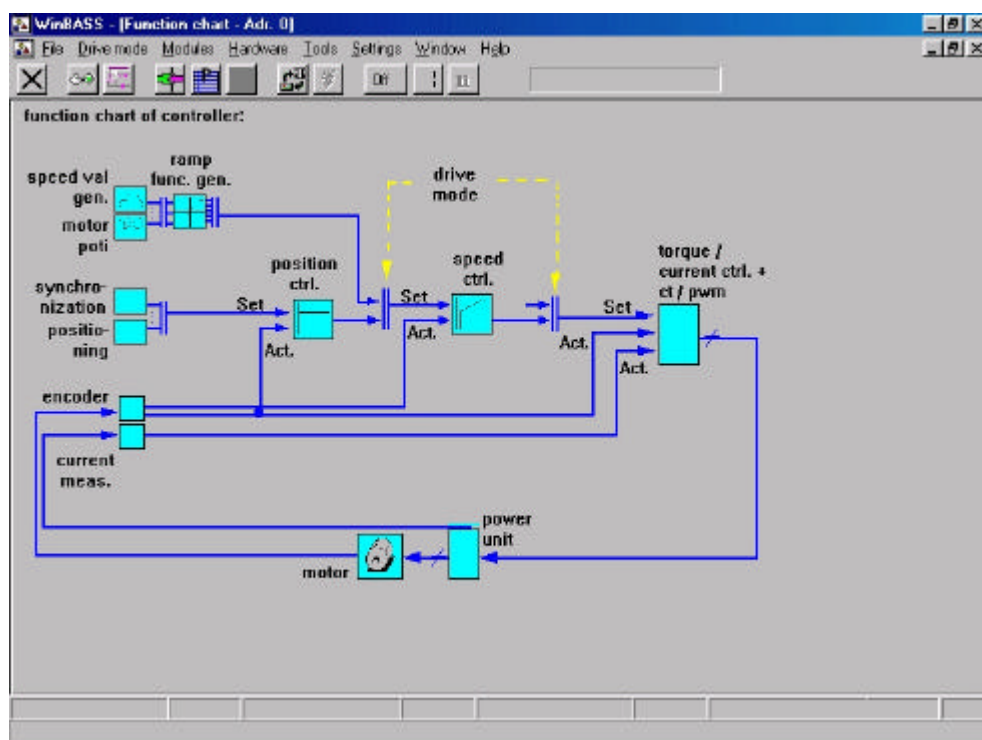 WinBASS - [Function chart - Adr. 0]
File Drive mode Modules Hardware Tools Settings Window Help
Off
function chart of controller:
speed val
gen.
ramp
func. gen.
motor
poti
drive
mode
synchro-
nization
positio-
ning
Set
Act.
position
ctrl.
Set
Act.
speed
ctrl.
Set
Act.
Act.
torque /
current ctrl. +
ct / pwm
encoder
current
meas.
motor
power
unit